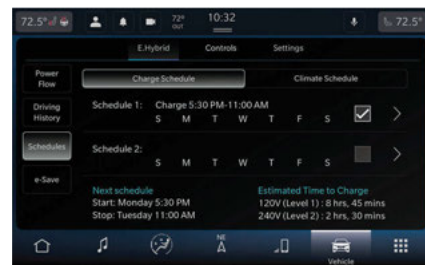 72.5°
72°
out
10:32
72.5°
E.Hybrid Controls Settings
Power
Flow
Charge Schedule Climate Schedule
Driving
History
Schedule 1: Charge 5:30 PM-11:00 AM
S M T W T F S
Schedules
Schedule 2:
S M T W T F S
e-Save
Next schedule
Start: Monday 5:30 PM
Stop: Tuesday 11:00 AM
Estimated Time to Charge
120V (Level 1) : 8 hrs, 45 mins
240V (Level 2) : 2 hrs, 30 mins
NE
Vehicle